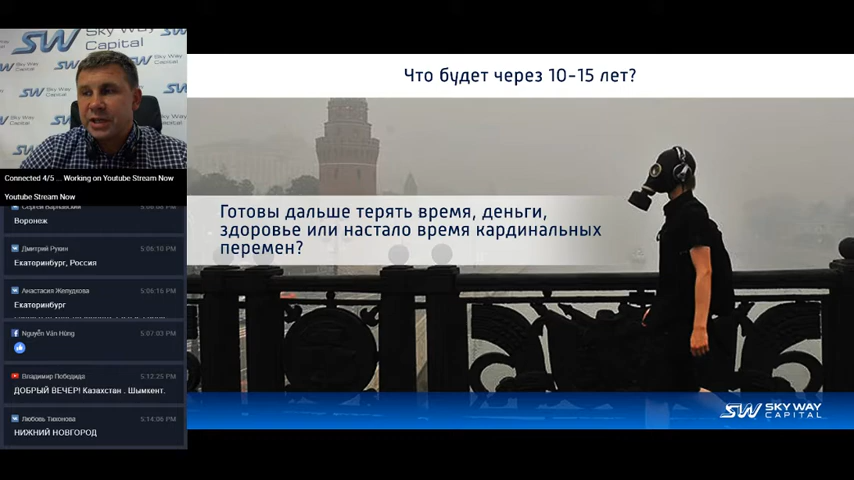 SW
Sky Way
Capital
Connected 4/5 ... Working on Youtube Stream Now
Youtube Stream Now
Воронеж
Дмитрий Рукин 5:06:10 PM
Екатеринбург, Россия
Анастасия Желудкова 5:06:16 PM
Екатеринбург
Nguyễn Văn Hùng 5:07:03 PM
Владимир Победида 5:12:25 PM
ДОБРЫЙ ВЕЧЕР! Казахстан . Шымкент.
Любовь Тихонова 5:14:06 PM
НИЖНИЙ НОВГОРОД
Что будет через 10-15 лет?
Готовы дальше терять время, деньги,
здоровье или настало время кардинальных
перемен?
SW SKY WAY
CAPITAL